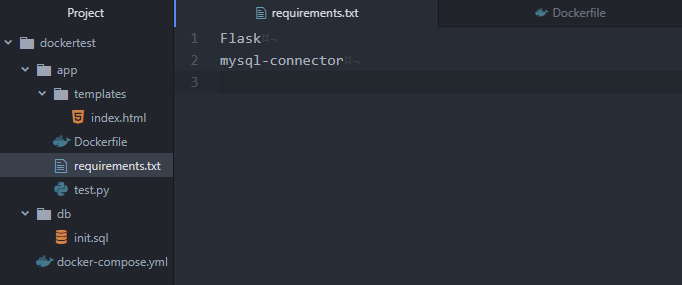 Project
dockertest
app
templates
index.html
Dockerfile
requirements.txt
test.py
db
init.sql
docker-compose.yml
requirements.txt
Dockerfile
1 Flask¤¬
2 mysql-connector¤¬
3